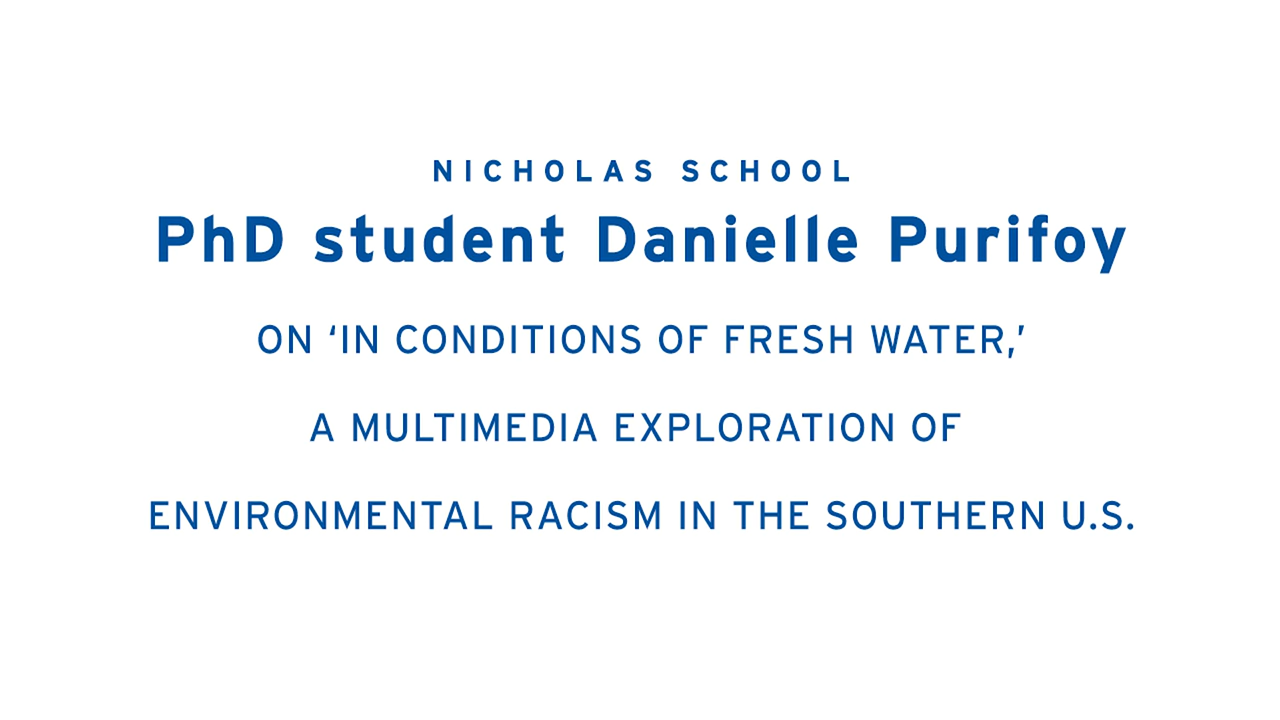 NICHOLAS SCHOOL
PhD student Danielle Purifoy
ON ‘IN CONDITIONS OF FRESH WATER,’
A MULTIMEDIA EXPLORATION OF
ENVIRONMENTAL RACISM IN THE SOUTHERN U.S.